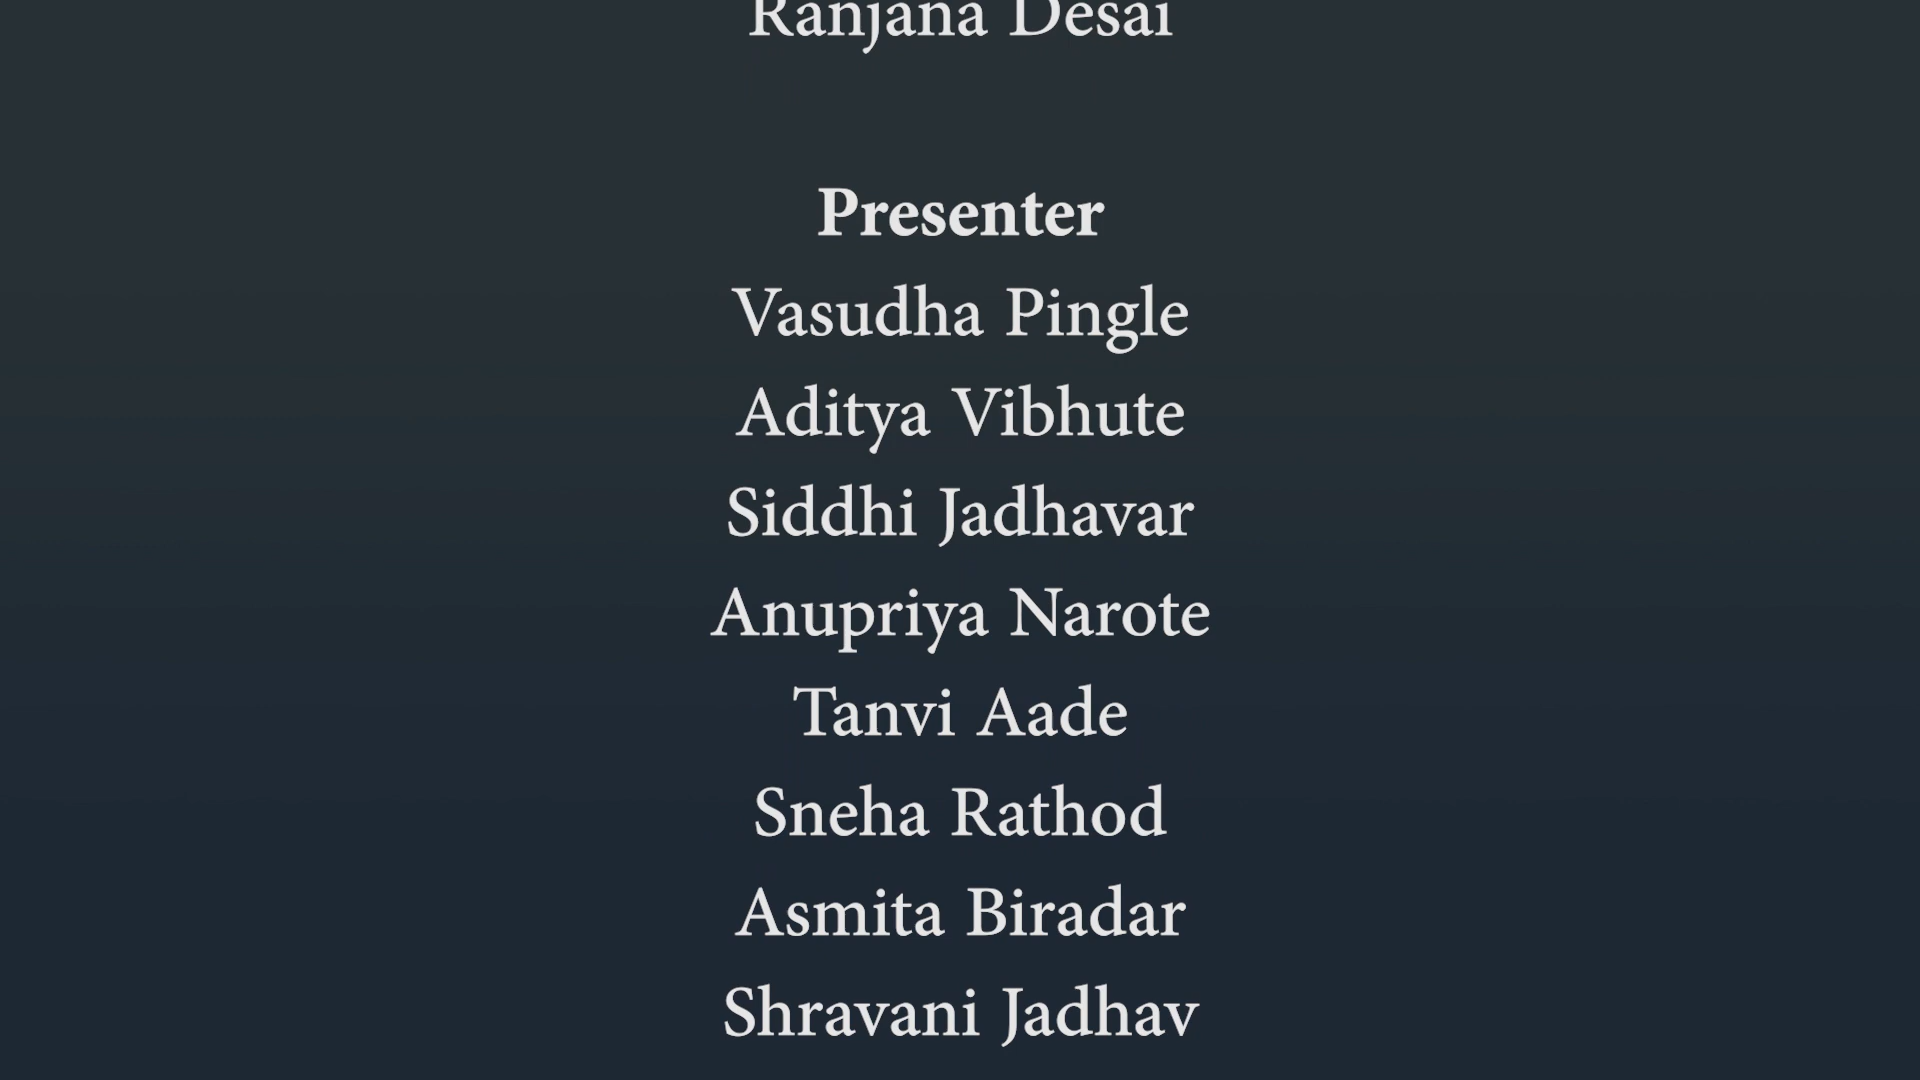 Ranjana Desai
Presenter
Vasudha Pingle
Aditya Vibhute
Siddhi Jadhavar
Anupriya Narote
Tanvi Aade
Sneha Rathod
Asmita Biradar
Shravani Jadhav